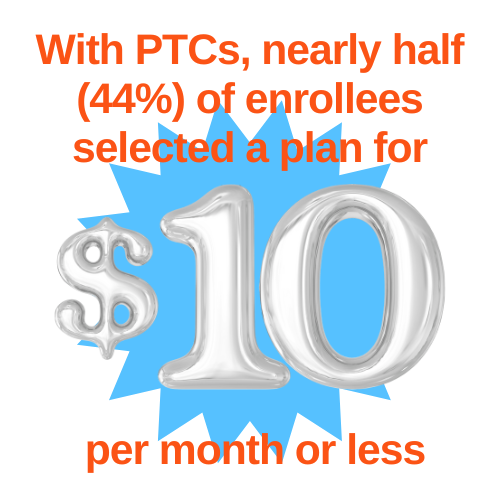 With PTCs, nearly half
(44%) of enrollees
selected a plan for
$10
per month or less